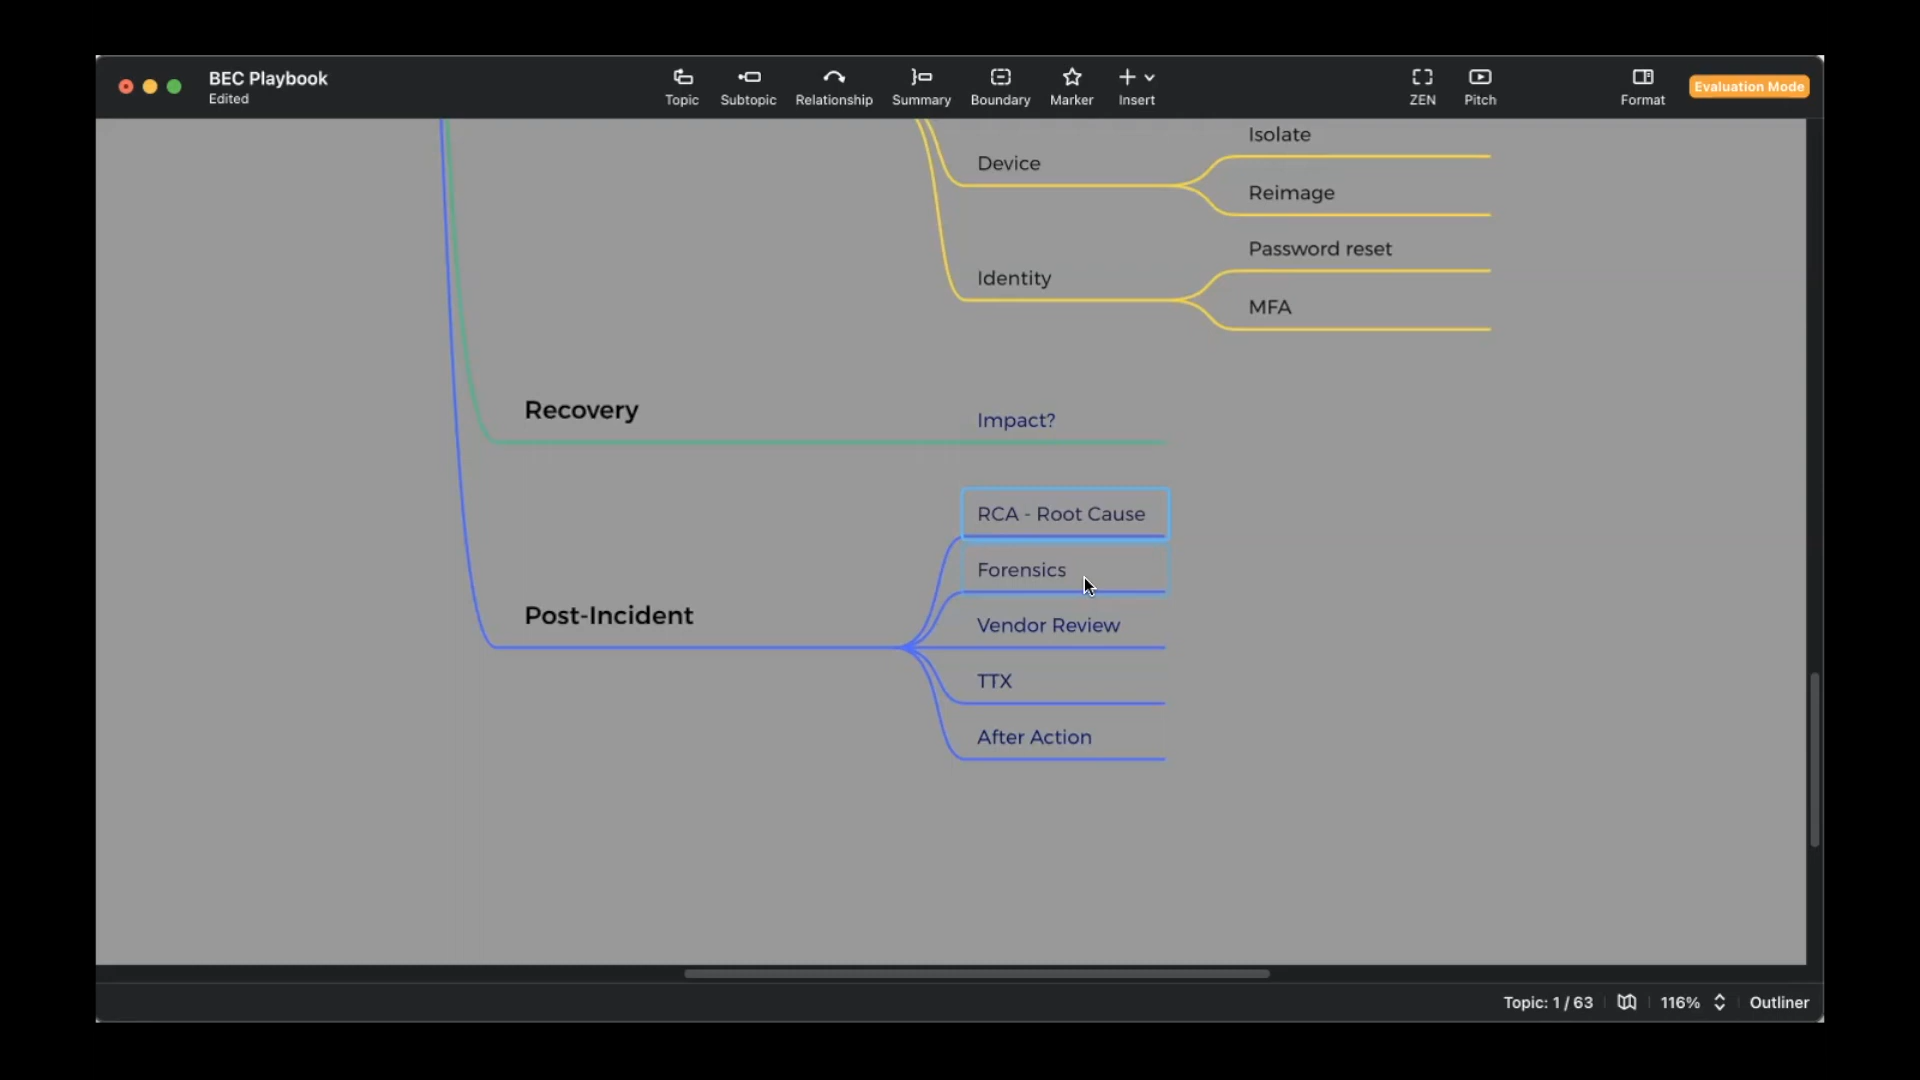 BEC Playbook
Edited
Topic
Subtopic
Relationship
Summary
Boundary
Marker
Insert
ZEN
Pitch
Format
Evaluation Mode
Isolate
Device
Reimage
Password reset
Identity
MFA
Recovery
Impact?
RCA - Root Cause
Forensics
Post-Incident
Vendor Review
TTX
After Action
Topic: 1 / 63
116%
Outliner